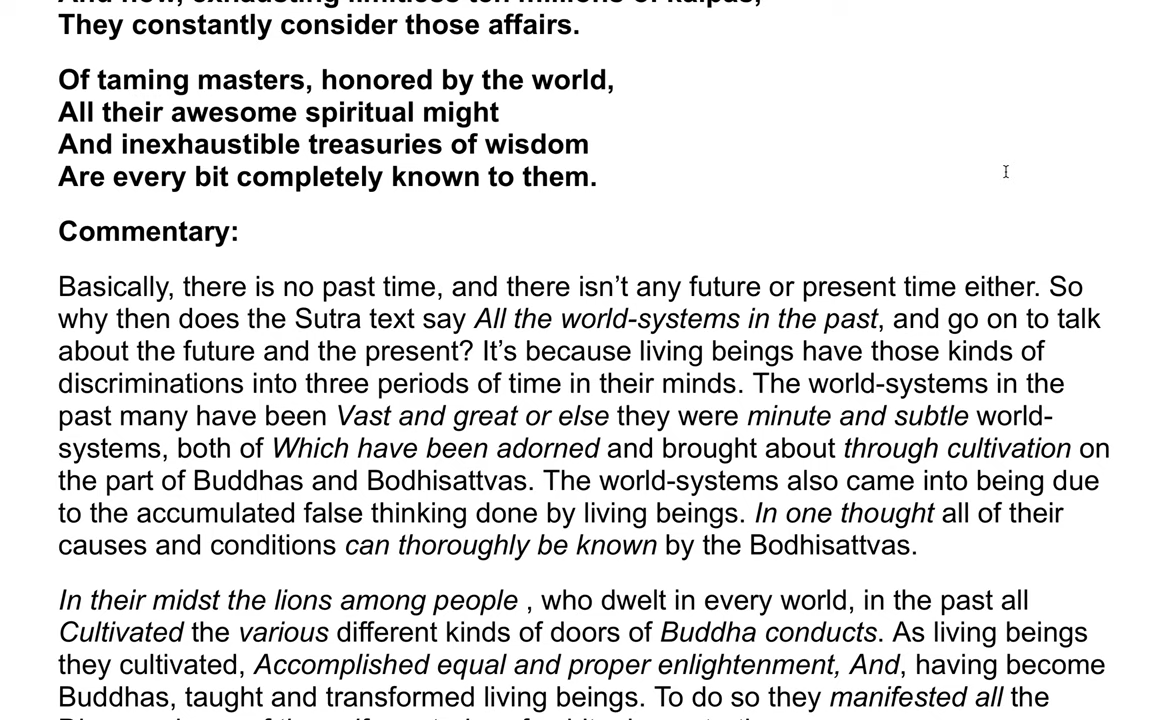 They constantly consider those affairs.
Of taming masters, honored by the world,
All their awesome spiritual might
And inexhaustible treasuries of wisdom
Are every bit completely known to them.
Commentary:
Basically, there is no past time, and there isn’t any future or present time either. So
why then does the Sutra text say All the world-systems in the past, and go on to talk
about the future and the present? It’s because living beings have those kinds of
discriminations into three periods of time in their minds. The world-systems in the
past many have been Vast and great or else they were minute and subtle world-
systems, both of Which have been adorned and brought about through cultivation on
the part of Buddhas and Bodhisattvas. The world-systems also came into being due
to the accumulated false thinking done by living beings. In one thought all of their
causes and conditions can thoroughly be known by the Bodhisattvas.
In their midst the lions among people , who dwelt in every world, in the past all
Cultivated the various different kinds of doors of Buddha conducts. As living beings
they cultivated, Accomplished equal and proper enlightenment, And, having become
Buddhas, taught and transformed living beings. To do so they manifested all the